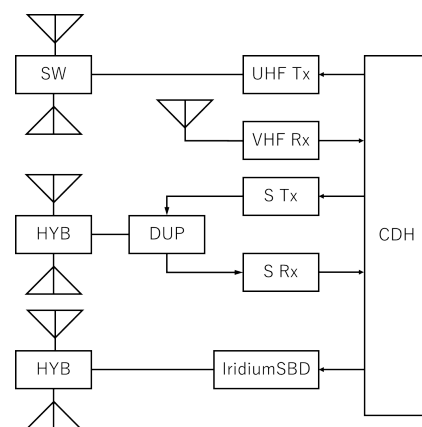 SW
UHF Tx
VHF Rx
S Tx
HYB
DUP
CDH
S Rx
HYB
IridiumSBD